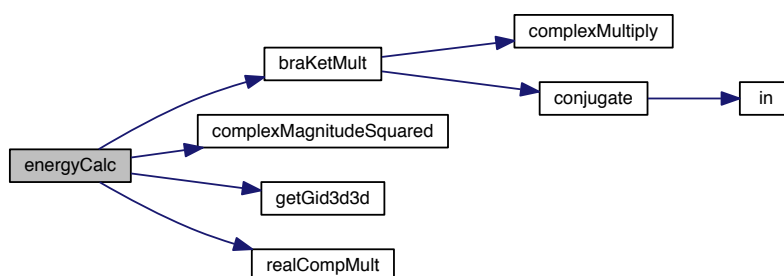 complexMultiply
braKetMult
conjugate
in
complexMagnitudeSquared
energyCalc
getGid3d3d
realCompMult